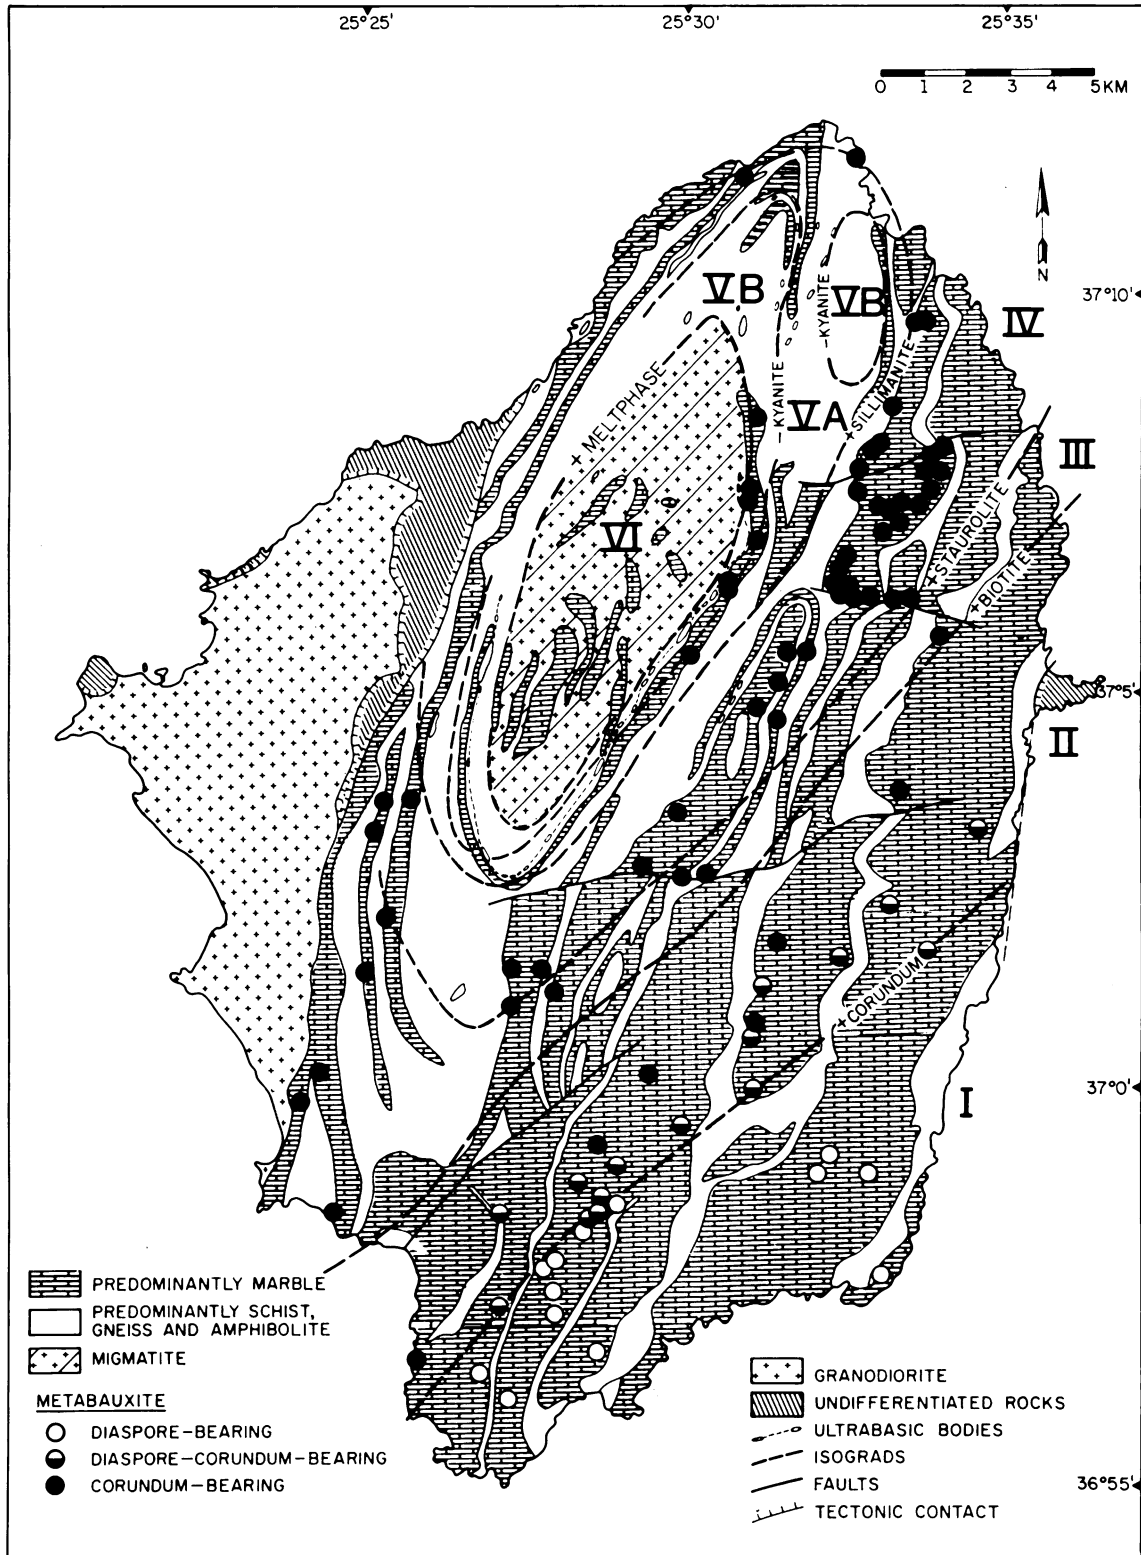 25°25'
25°30'
25°35'
0 1 2 3 4 5 KM
N
37°10'
VB
VB
-KYANITE-
IV
+ MELTPHASE
-KYANITE-
+ SILLIMANITE
VA
III
+ STAUROLITE
VI
+ BIOTITE
37°5'
II
+ CORUNDUM
37°0'
I
PREDOMINANTLY MARBLE
PREDOMINANTLY SCHIST,
GNEISS AND AMPHIBOLITE
MIGMATITE
METABAUXITE
DIASPORE-BEARING
DIASPORE-CORUNDUM-BEARING
CORUNDUM-BEARING
GRANODIORITE
UNDIFFERENTIATED ROCKS
ULTRABASIC BODIES
ISOGRADS
FAULTS
TECTONIC CONTACT
36°55'